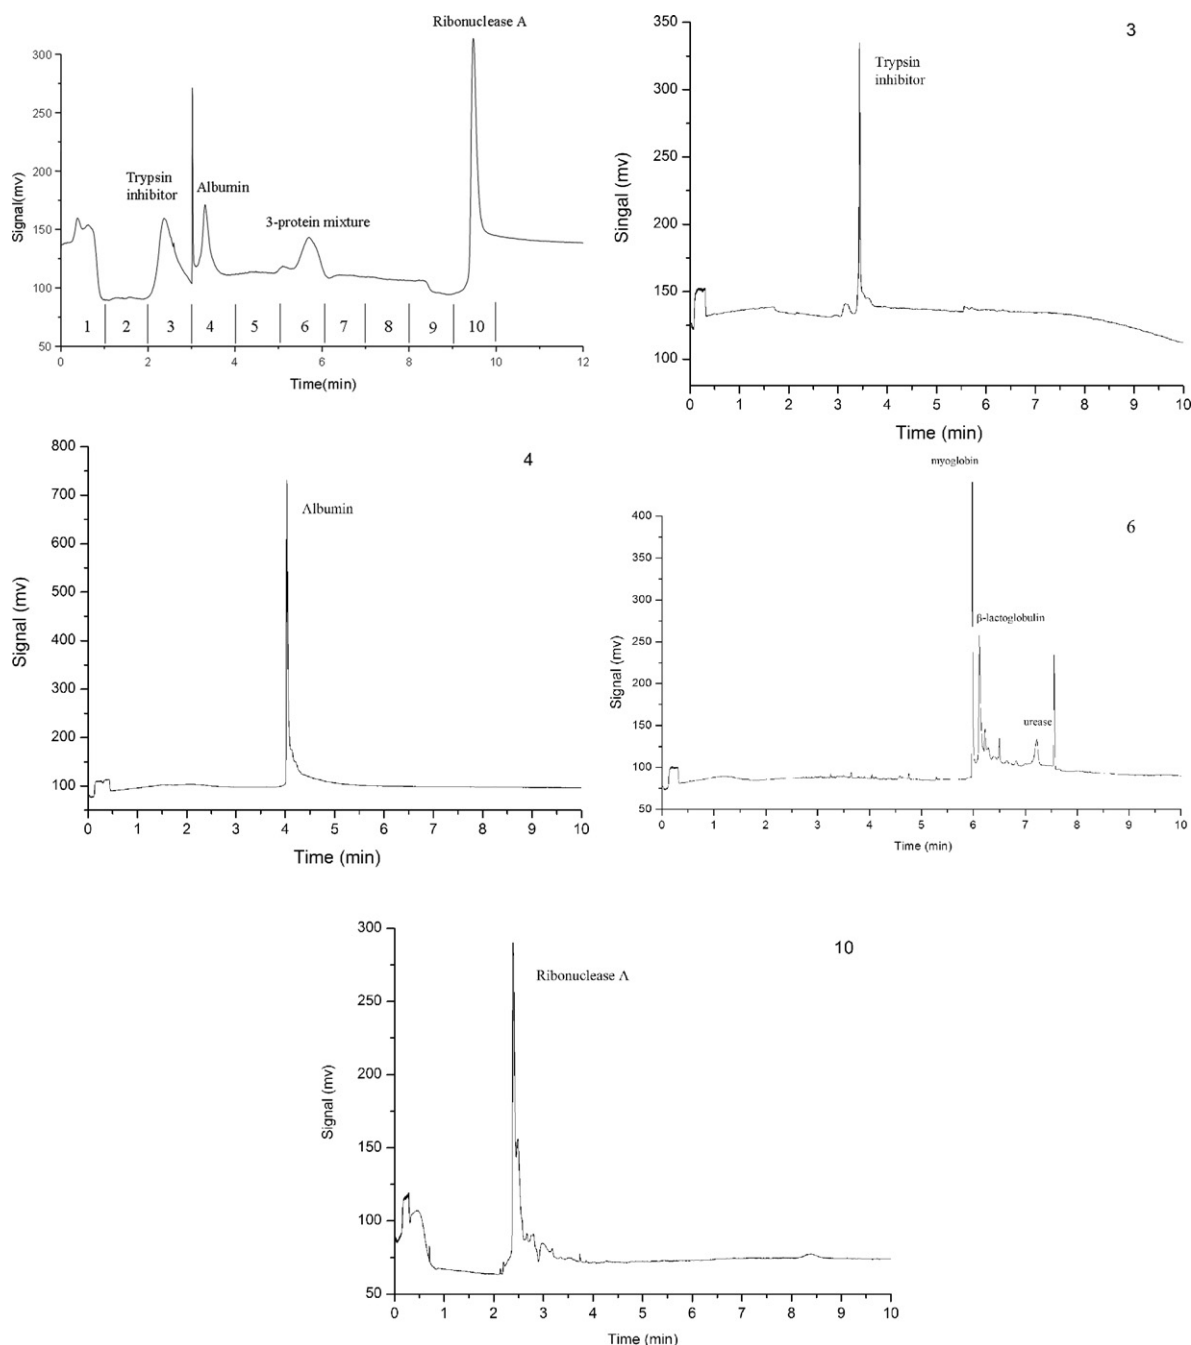 Ribonuclease A
Trypsin
inhibitor
Albumin
3-protein mixture
Signal(mv)
300
250
200
150
100
50
1 2 3 4 5 6 7 8 9 10
0 2 4 6 8 10 12
Time(min)
3
Trypsin
inhibitor
Singal (mv)
350
300
250
200
150
100
0 1 2 3 4 5 6 7 8 9 10
Time (min)
4
Albumin
Signal (mv)
800
700
600
500
400
300
200
100
0 1 2 3 4 5 6 7 8 9 10
Time (min)
6
myoglobin
β-lactoglobulin
urease
Signal (mv)
400
350
300
250
200
150
100
50
0 1 2 3 4 5 6 7 8 9 10
Time (min)
10
Ribonuclease A
Signal (mv)
300
250
200
150
100
50
0 1 2 3 4 5 6 7 8 9 10
Time (min)